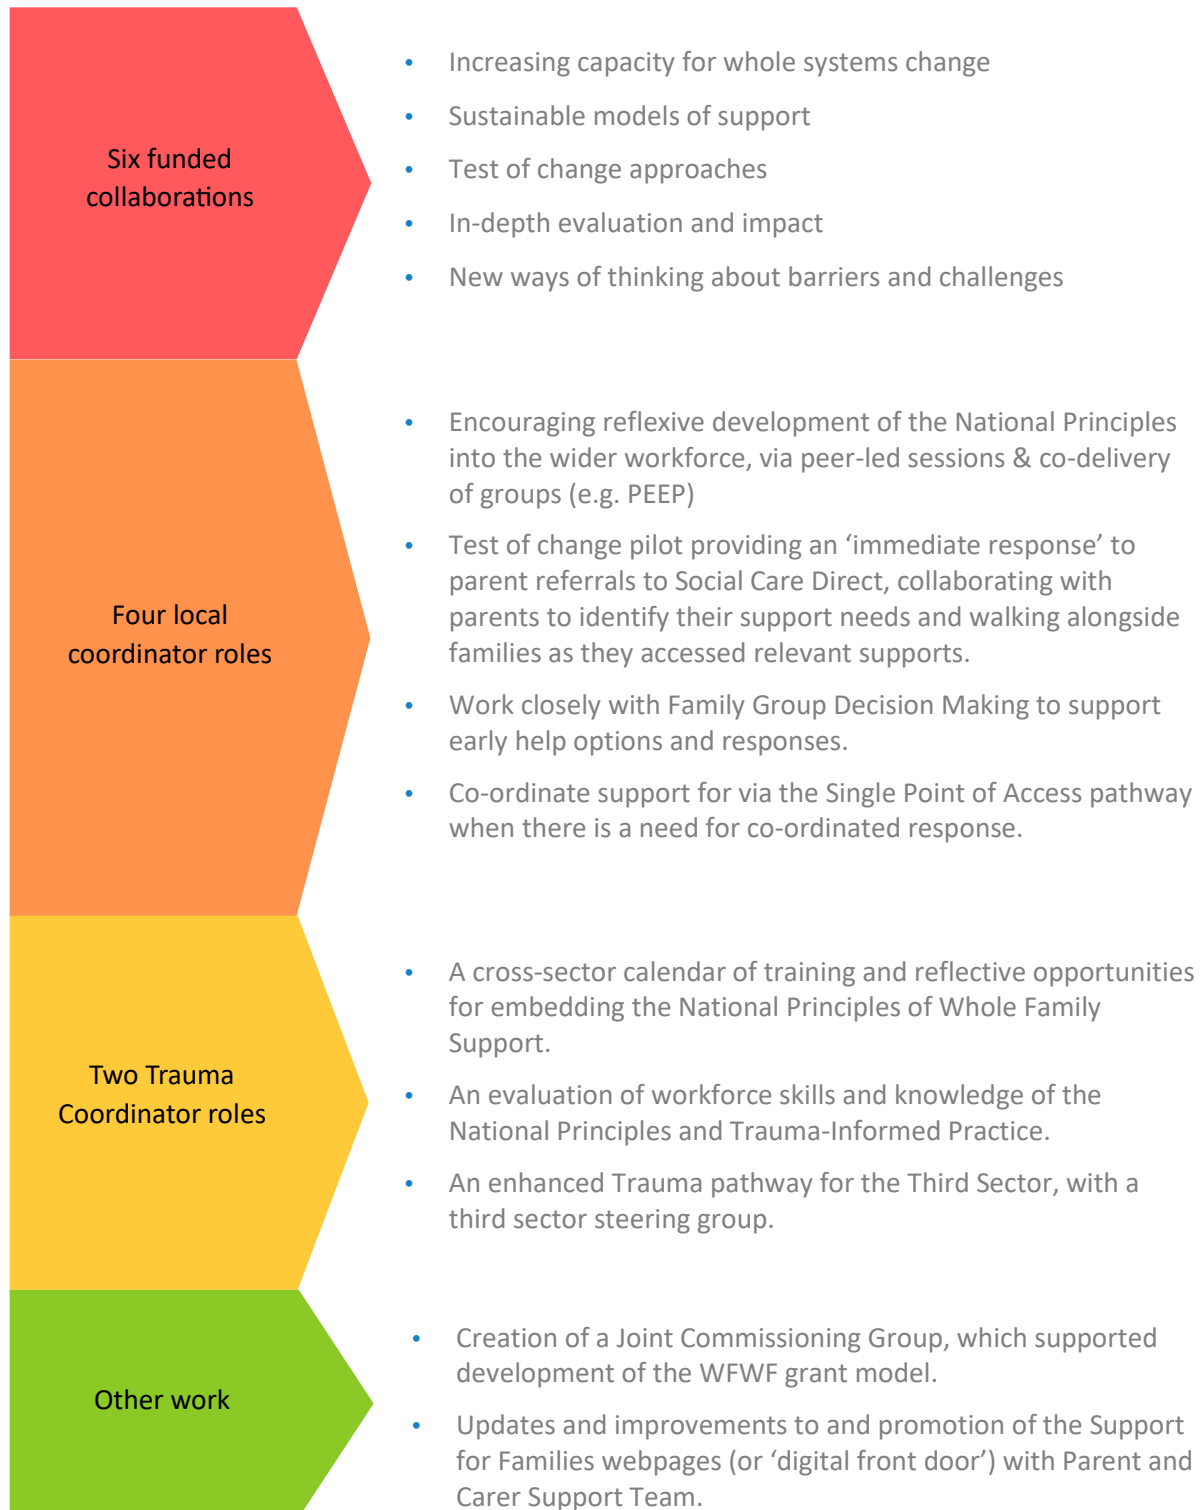 Six funded
collaborations
• Increasing capacity for whole systems change
• Sustainable models of support
• Test of change approaches
• In-depth evaluation and impact
• New ways of thinking about barriers and challenges
Four local
coordinator roles
• Encouraging reflexive development of the National Principles
into the wider workforce, via peer-led sessions & co-delivery
of groups (e.g. PEEP)
• Test of change pilot providing an ‘immediate response’ to
parent referrals to Social Care Direct, collaborating with
parents to identify their support needs and walking alongside
families as they accessed relevant supports.
• Work closely with Family Group Decision Making to support
early help options and responses.
• Co-ordinate support for via the Single Point of Access pathway
when there is a need for co-ordinated response.
Two Trauma
Coordinator roles
• A cross-sector calendar of training and reflective opportunities
for embedding the National Principles of Whole Family
Support.
• An evaluation of workforce skills and knowledge of the
National Principles and Trauma-Informed Practice.
• An enhanced Trauma pathway for the Third Sector, with a
third sector steering group.
Other work
• Creation of a Joint Commissioning Group, which supported
development of the WFWF grant model.
• Updates and improvements to and promotion of the Support
for Families webpages (or ‘digital front door’) with Parent and
Carer Support Team.